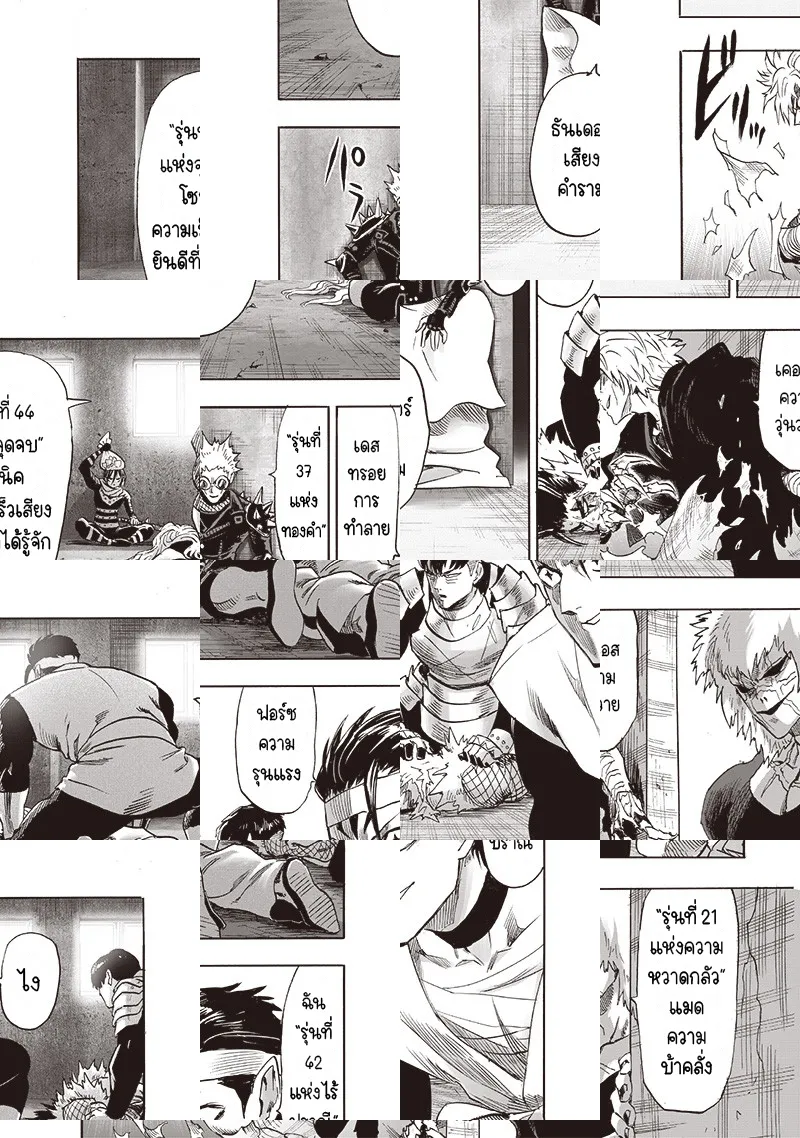 "รุ่น
แห่งจุ
โซ
ความเ
ยินดีที่
ธันเดอ
เสียง
คำราม
ที่ 44
จุดจบ"
นิค
ร็วเสียง
ได้รู้จัก
"รุ่นที่
37
แห่ง
ทองคำ"
เดส
ทรอย
การ
ทำลาย
ร์
เคอ
ควา
วุ่นว
ฟอร์ซ
ความ
รุนแรง
อส
าม
าย
ไง
ฉัน
"รุ่นที่
42
แห่งไร้
ปราณี
"รุ่นที่ 21
แห่งความ
หวาดกลัว"
แมด
ความ
บ้าคลั่ง